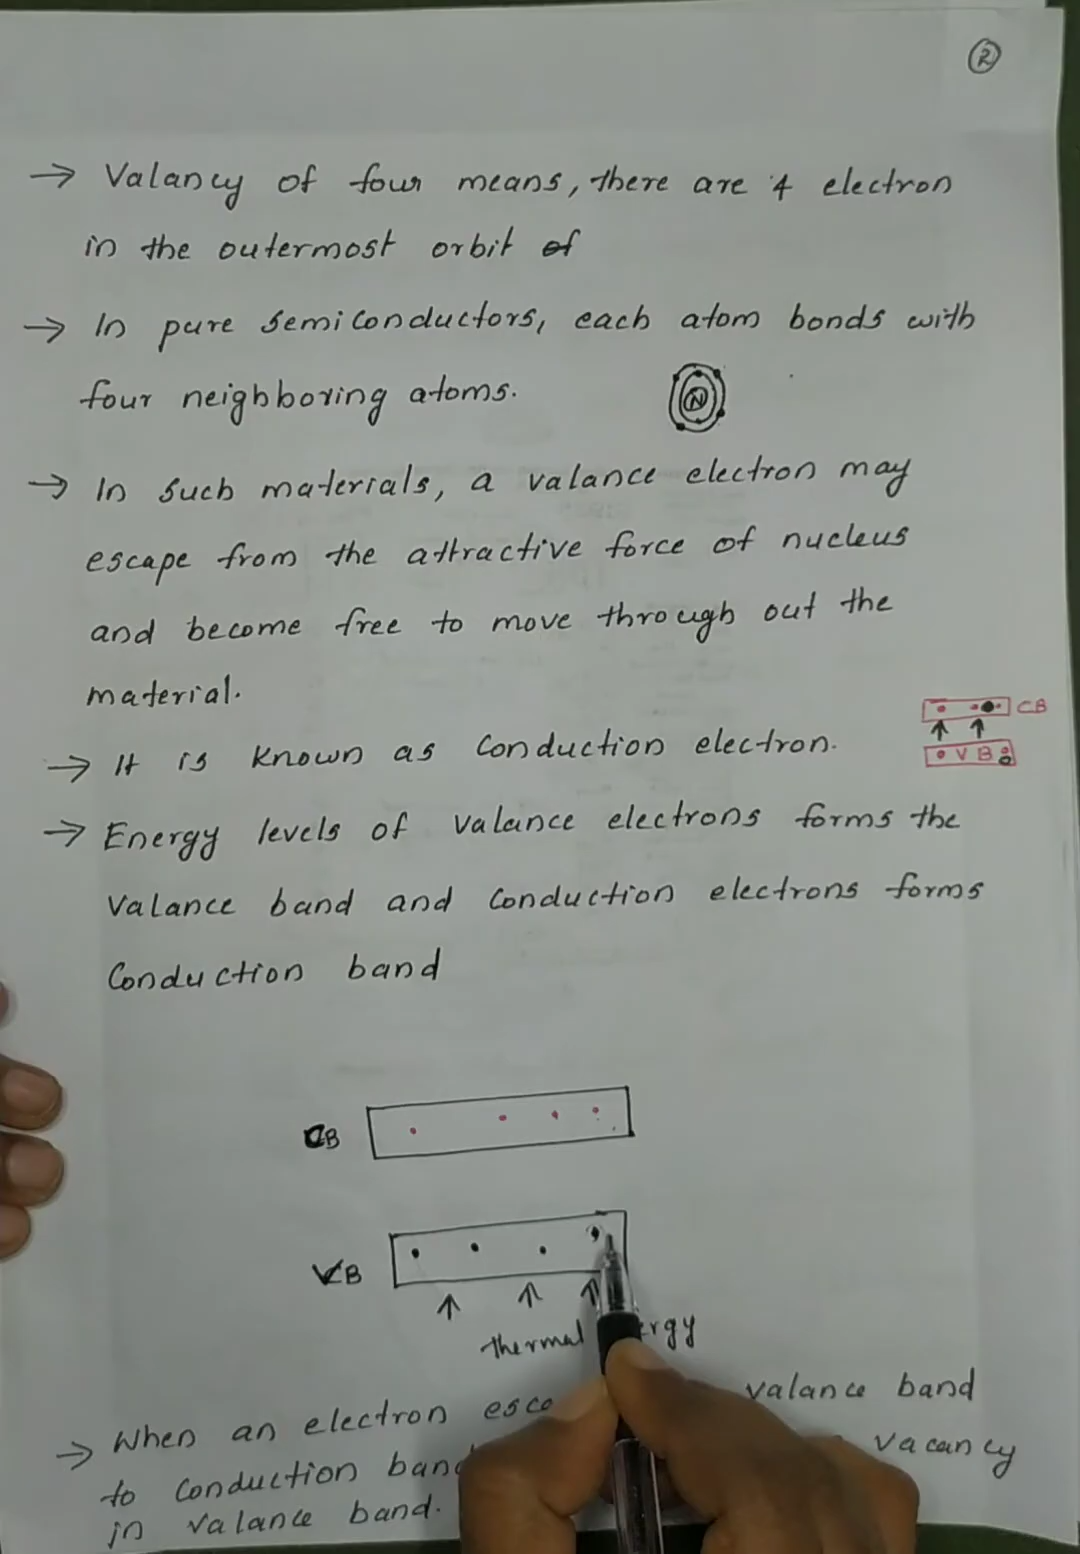 2
→ Valancy of four means, there are 4 electron
in the outermost orbit of
→ In pure semiconductors, each atom bonds with
four neighboring atoms.
N
→ In such materials, a valance electron may
escape from the attractive force of nucleus
and become free to move through out the
material.
CB
VB
→ It is known as conduction electron.
→ Energy levels of valance electrons forms the
valance band and conduction electrons forms
conduction band
CB
VB
thermal
→ When an electron valance band
to conduction vacancy
in valance band.